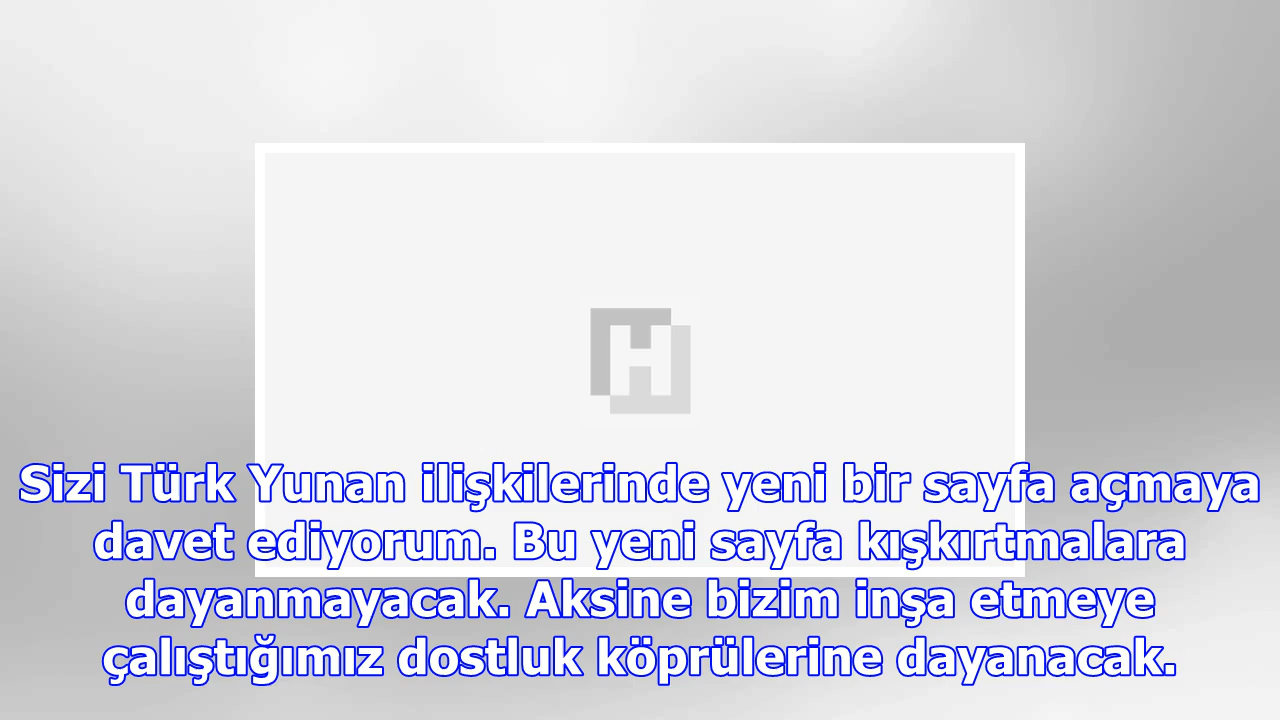 Sizi Türk Yunan ilişkilerinde yeni bir sayfa açmaya
davet ediyorum. Bu yeni sayfa kışkırtmalara
dayanmayacak. Aksine bizim inşa etmeye
çalıştığımız dostluk köprülerine dayanacak.